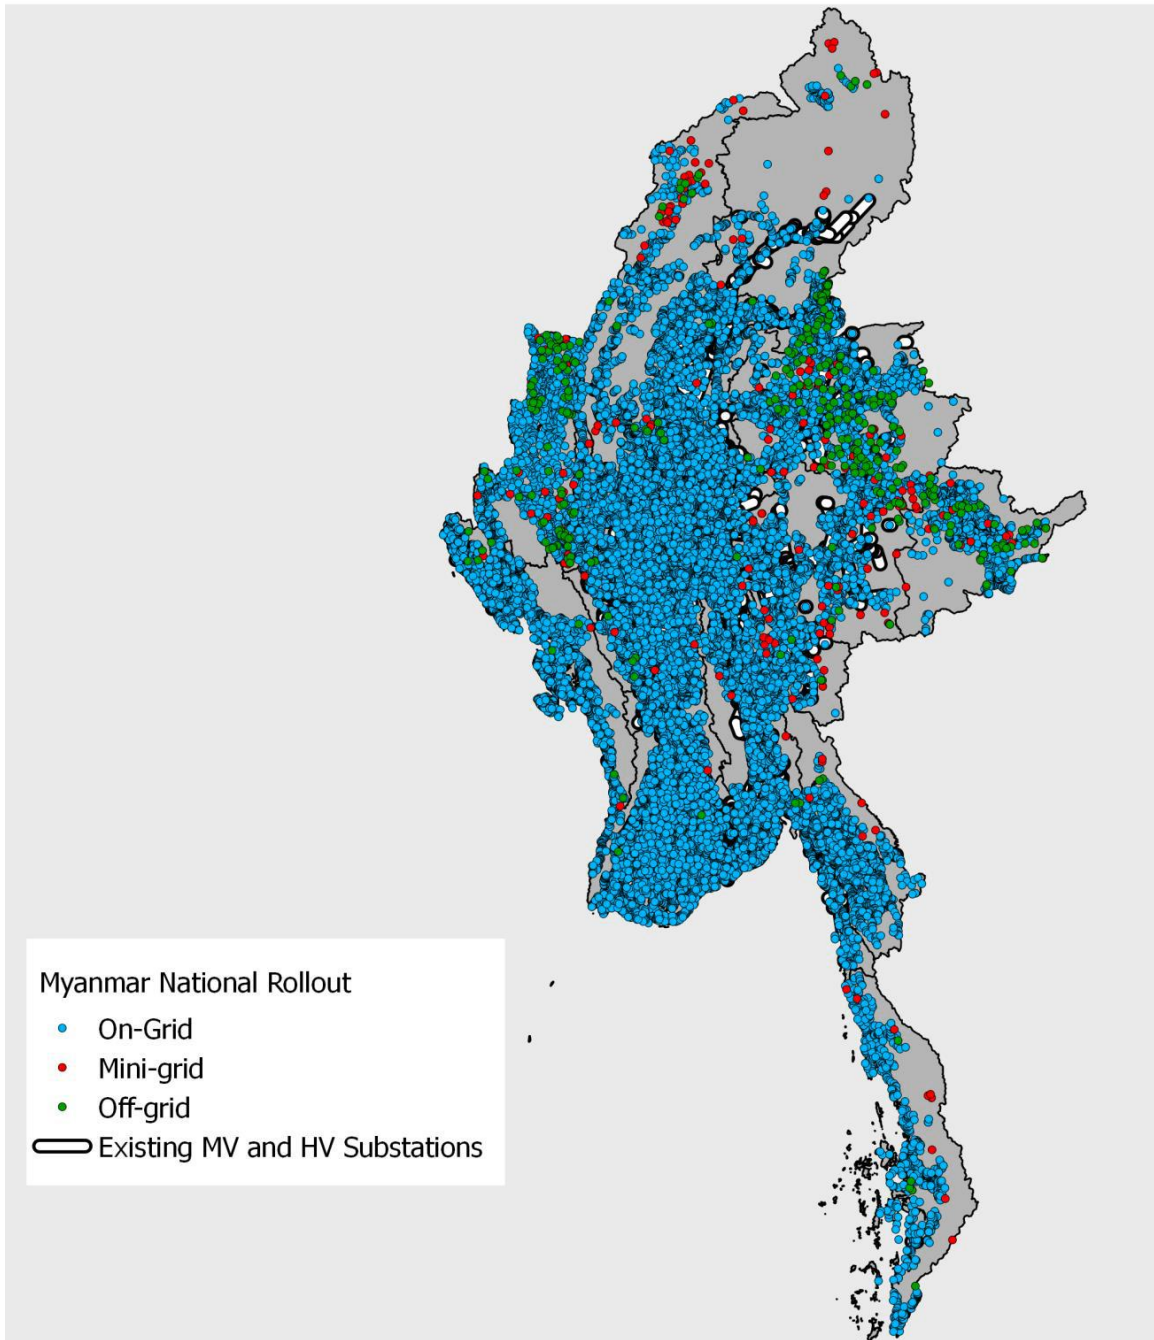 Myanmar National Rollout
On-Grid
Mini-grid
Off-grid
Existing MV and HV Substations